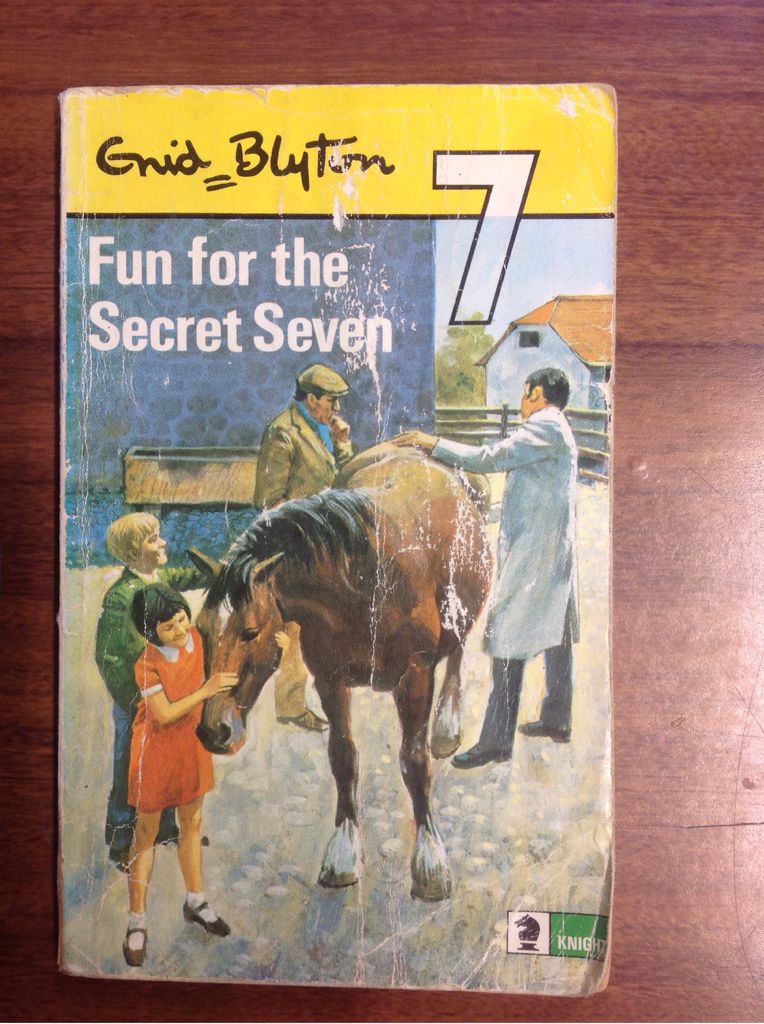 Enid Blyton
7
Fun for the
Secret Seven
KNIGHT